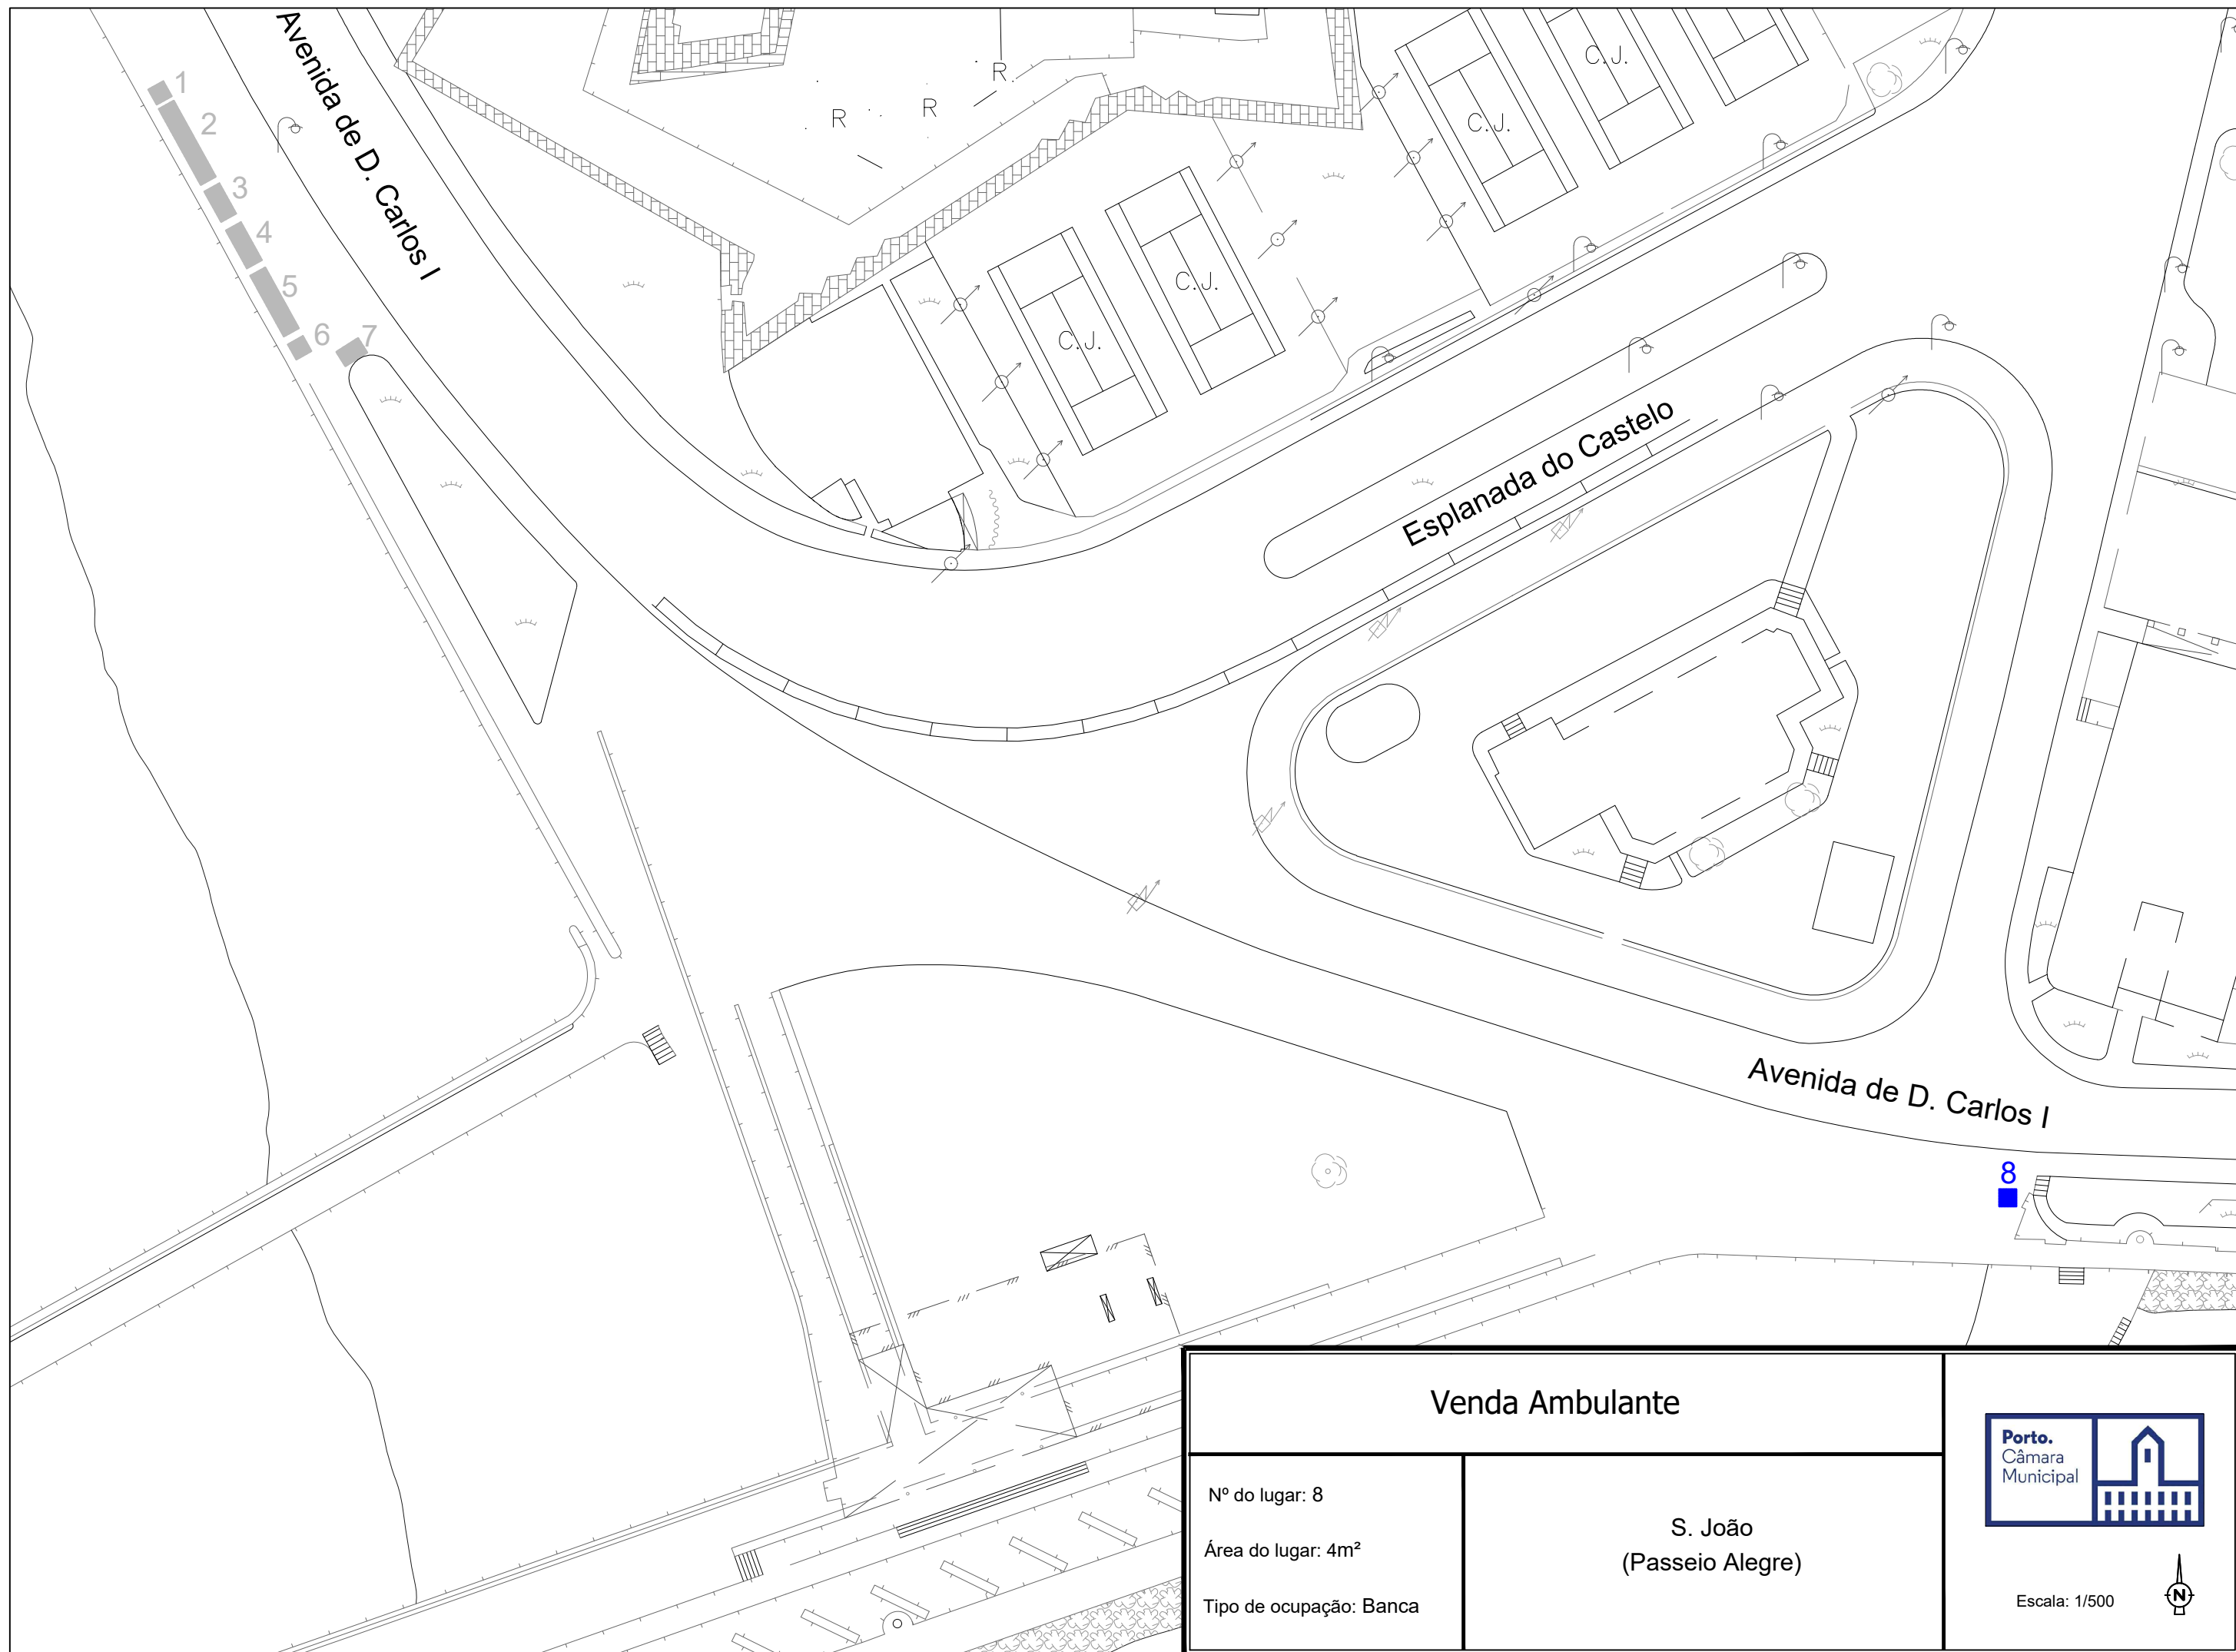 Avenida de D. Carlos I
1
2
3
4
5
6
7
R
R
R
C.J.
C.J.
C.J.
C.J.
Esplanada do Castelo
Avenida de D. Carlos I
8
Venda Ambulante
Nº do lugar: 8
Área do lugar: 4m²
Tipo de ocupação: Banca
S. João
(Passeio Alegre)
Porto.
Câmara
Municipal
Escala: 1/500
N